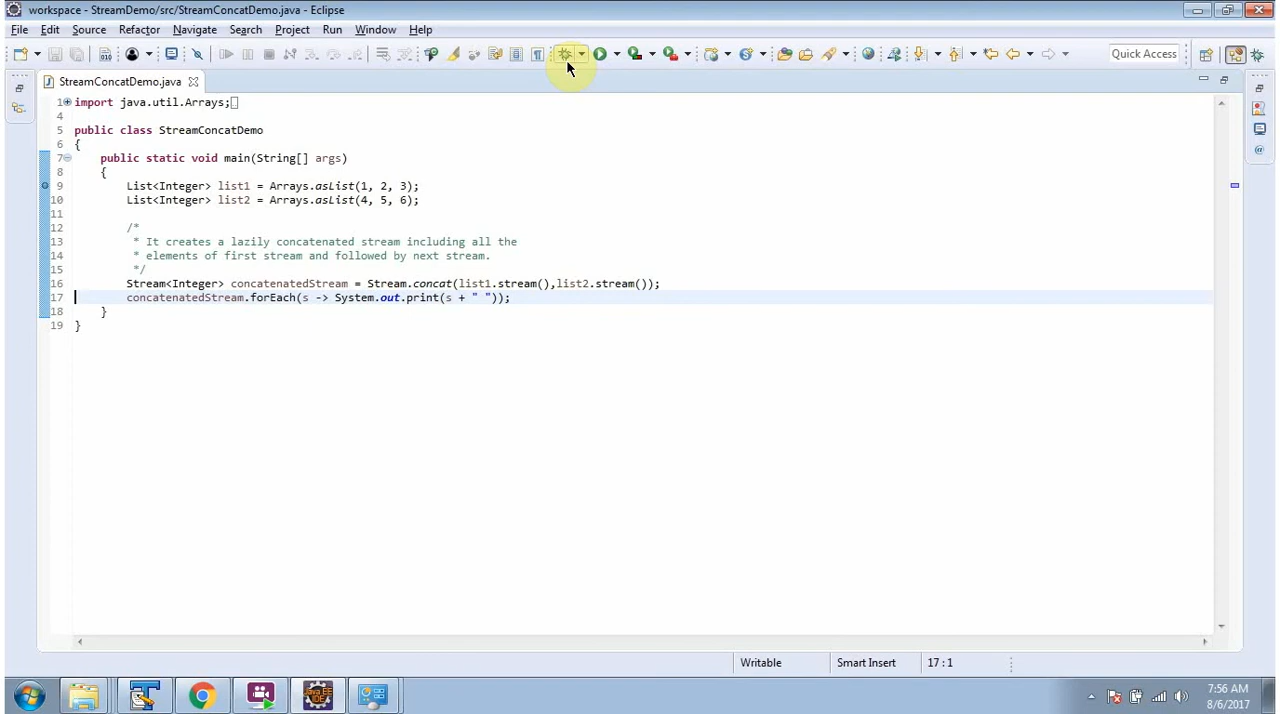 workspace - StreamDemo/src/StreamConcatDemo.java - Eclipse
File Edit Source Refactor Navigate Search Project Run Window Help
Quick Access
StreamConcatDemo.java
1 import java.util.Arrays;
4
5 public class StreamConcatDemo
6 {
7 public static void main(String[] args)
8 {
9 List<Integer> list1 = Arrays.asList(1, 2, 3);
10 List<Integer> list2 = Arrays.asList(4, 5, 6);
11
12 /*
13 * It creates a lazily concatenated stream including all the
14 * elements of first stream and followed by next stream.
15 */
16 Stream<Integer> concatenatedStream = Stream.concat(list1.stream(),list2.stream());
17 concatenatedStream.forEach(s -> System.out.print(s + " "));
18 }
19 }
Writable Smart Insert 17 : 1
Java EE IDE
7:56 AM
8/6/2017